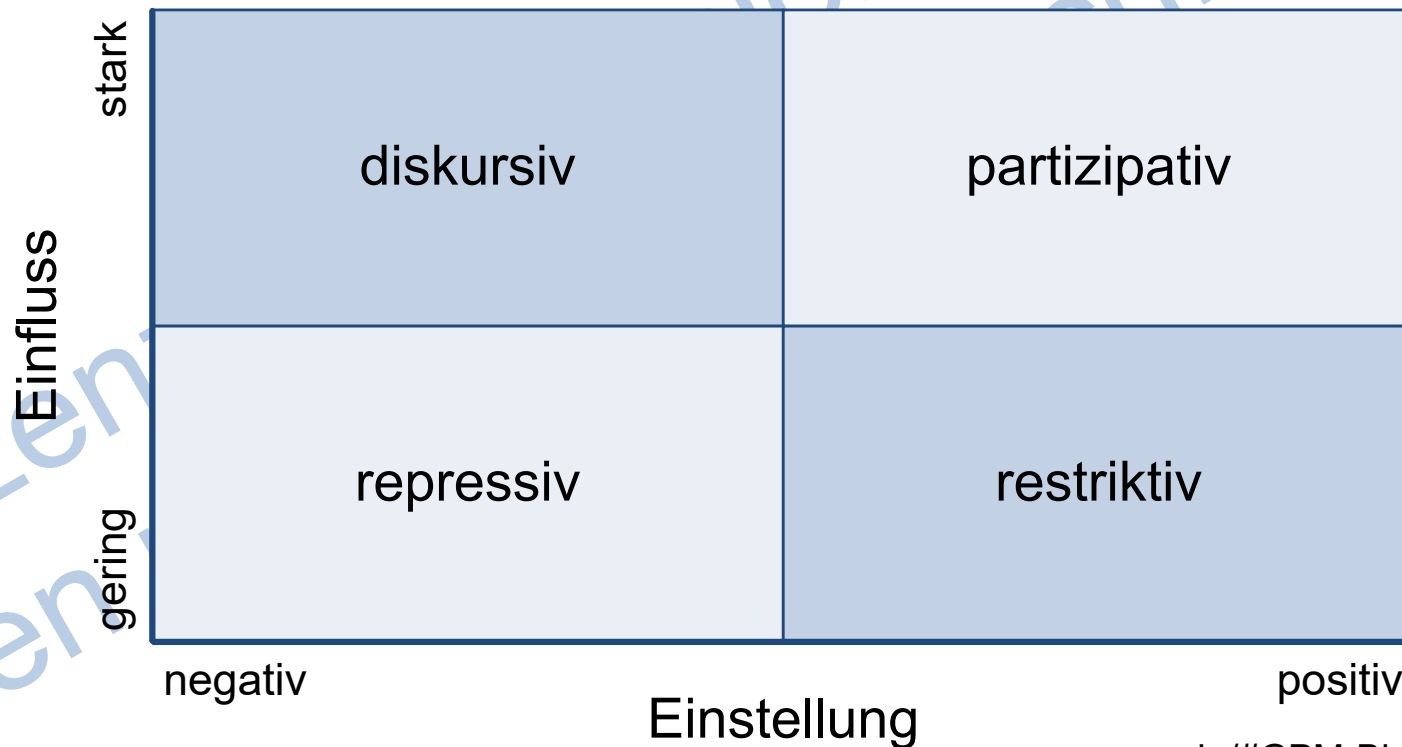 stark
diskursiv
partizipativ
Einfluss
repressiv
restriktiv
gering
negativ
positiv
Einstellung